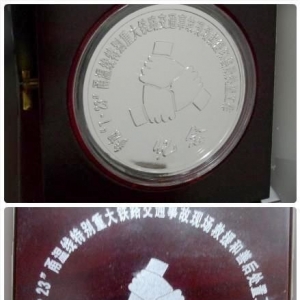 “7·23”甬温线特别重大铁路交通事故现场救援和善后处置
纪念
23”甬温线特别重大铁路交通事故现场救援和善后处置